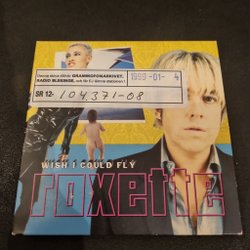 Denna skiva tillhör GRAMMOFONARKIVET,
RADIO BLEKINGE, och får EJ lämna stationen !
1999-01-4
SR 12- 104.371-08
WISH I COULD FLY
roxette